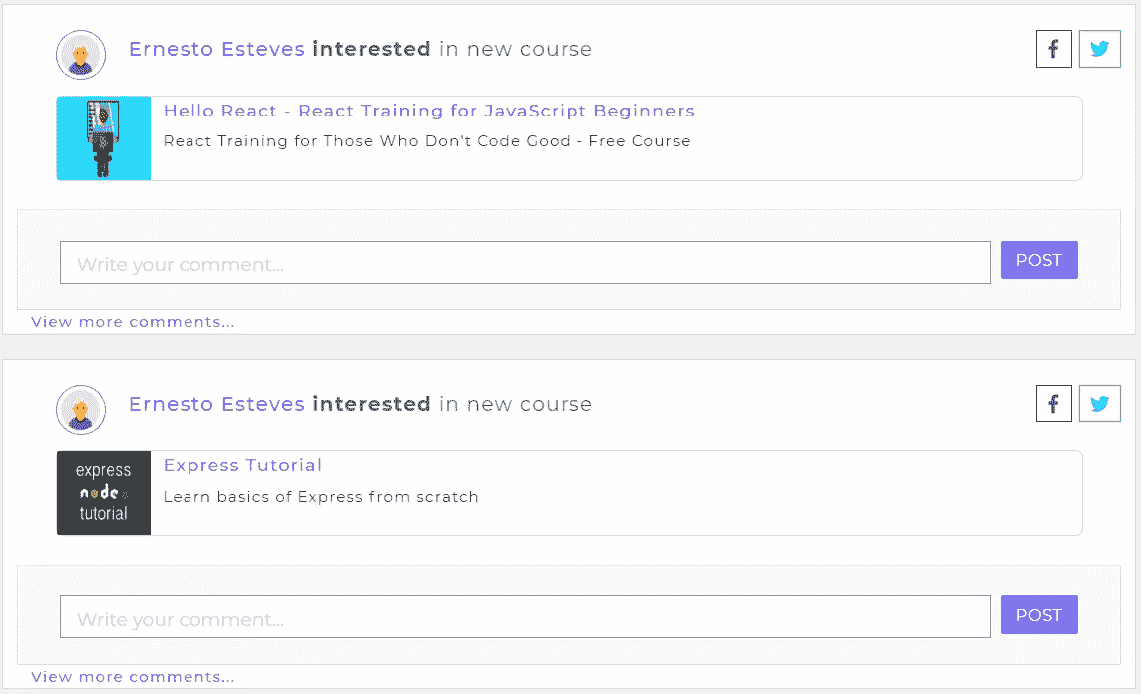 Ernesto Esteves interested in new course
Hello React - React Training for JavaScript Beginners
React Training for Those Who Don't Code Good - Free Course
Write your comment...
POST
View more comments...
Ernesto Esteves interested in new course
express
node
tutorial
Express Tutorial
Learn basics of Express from scratch
Write your comment...
POST
View more comments...